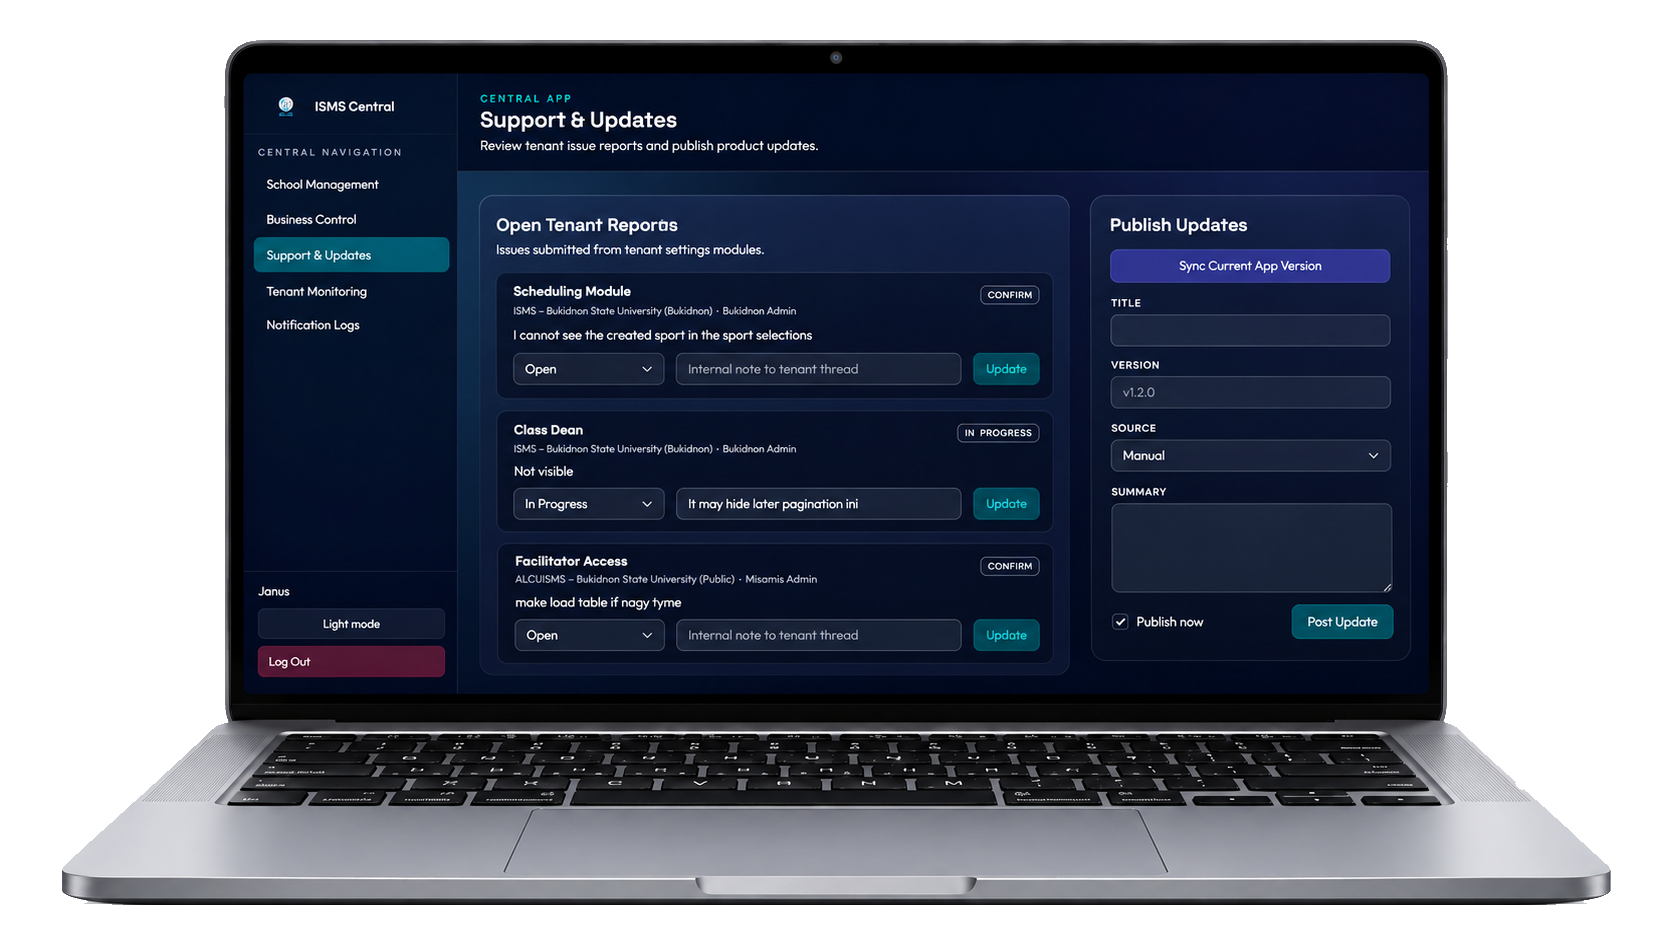 ISMS Central
CENTRAL NAVIGATION
School Management
Business Control
Support & Updates
Tenant Monitoring
Notification Logs
Janus
Light mode
Log Out
CENTRAL APP
Support & Updates
Review tenant issue reports and publish product updates.
Open Tenant
Issues submitted from tenant settings modules.
Scheduling Module
CONFIRM
ISMS – Bukidnon State University (Bukidnon) • Bukidnon Admin
I cannot see the created sport in the sport selections
Open
Internal note to tenant thread
Update
Class Dean
IN PROGRESS
ISMS – Bukidnon State University (Bukidnon) • Bukidnon Admin
Not visible
In Progress
It may hide later pagination ini
Update
Facilitator Access
CONFIRM
ALCUISMS – Bukidnon State University (Public) • Misamis Admin
make load table if nagy tyme
Open
Internal note to tenant thread
Update
Publish Updates
Sync Current App Version
TITLE
VERSION
v1.2.0
SOURCE
Manual
SUMMARY
Publish now
Post Update